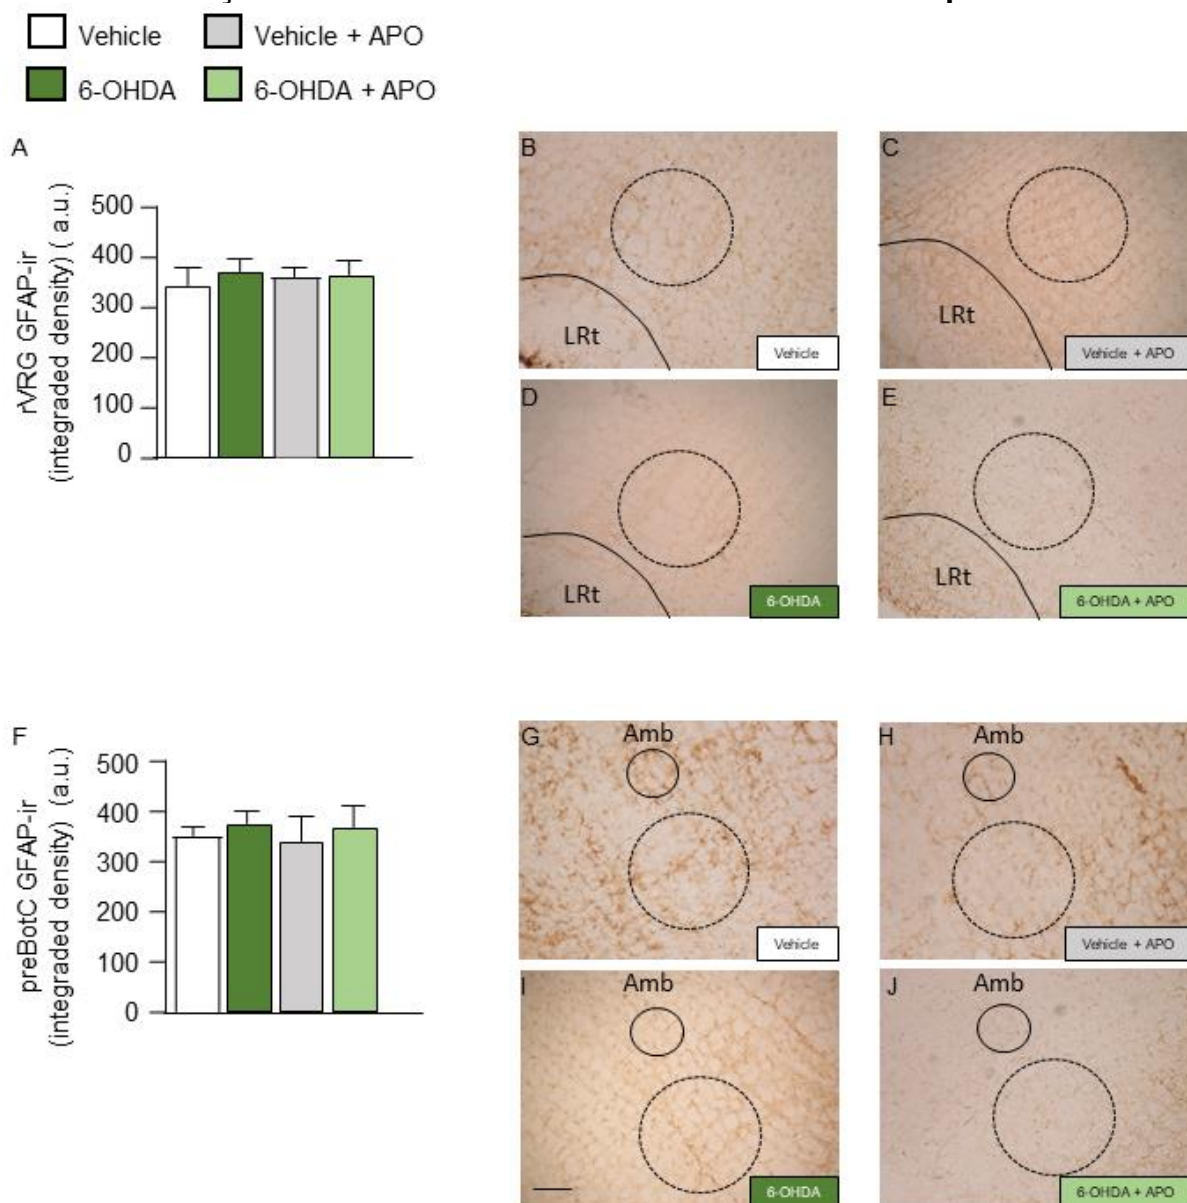 Vehicle
Vehicle + APO
6-OHDA
6-OHDA + APO
A
rVRG GFAP-ir
(integraded density) ( a.u.)
500
400
300
200
100
0
B
LRt
Vehicle
C
LRt
Vehicle + APO
D
LRt
6-OHDA
E
LRt
6-OHDA + APO
F
preBotC GFAP-ir
(integraded density) (a.u.)
500
400
300
200
100
0
G
Amb
Vehicle
H
Amb
Vehicle + APO
I
Amb
6-OHDA
J
Amb
6-OHDA + APO